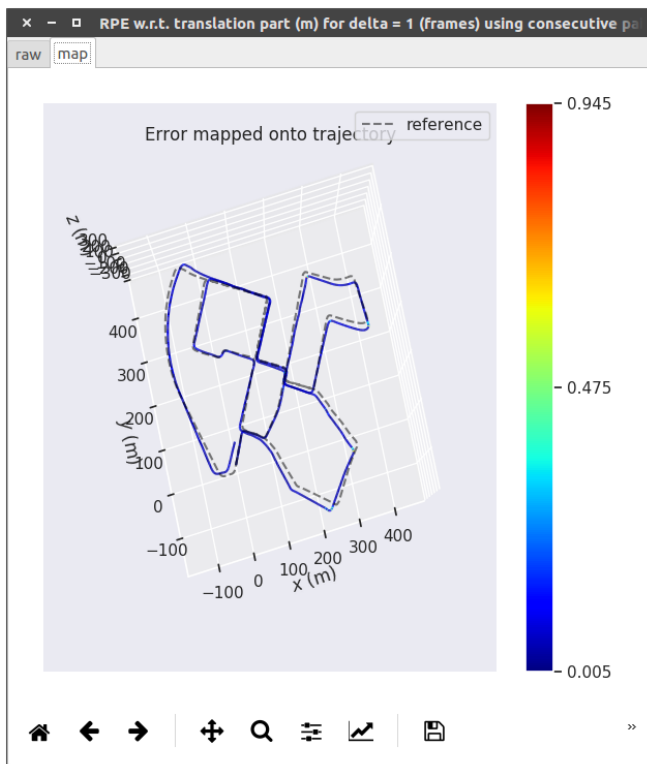 RPE w.r.t. translation part (m) for delta = 1 (frames) using consecutive
raw
map
Error mapped onto trajectory
reference
0.945
0.475
0.005
z (m)
400
300
200
100
0
−100
y (m)
−100
0
100
200
300
400
x (m)
»